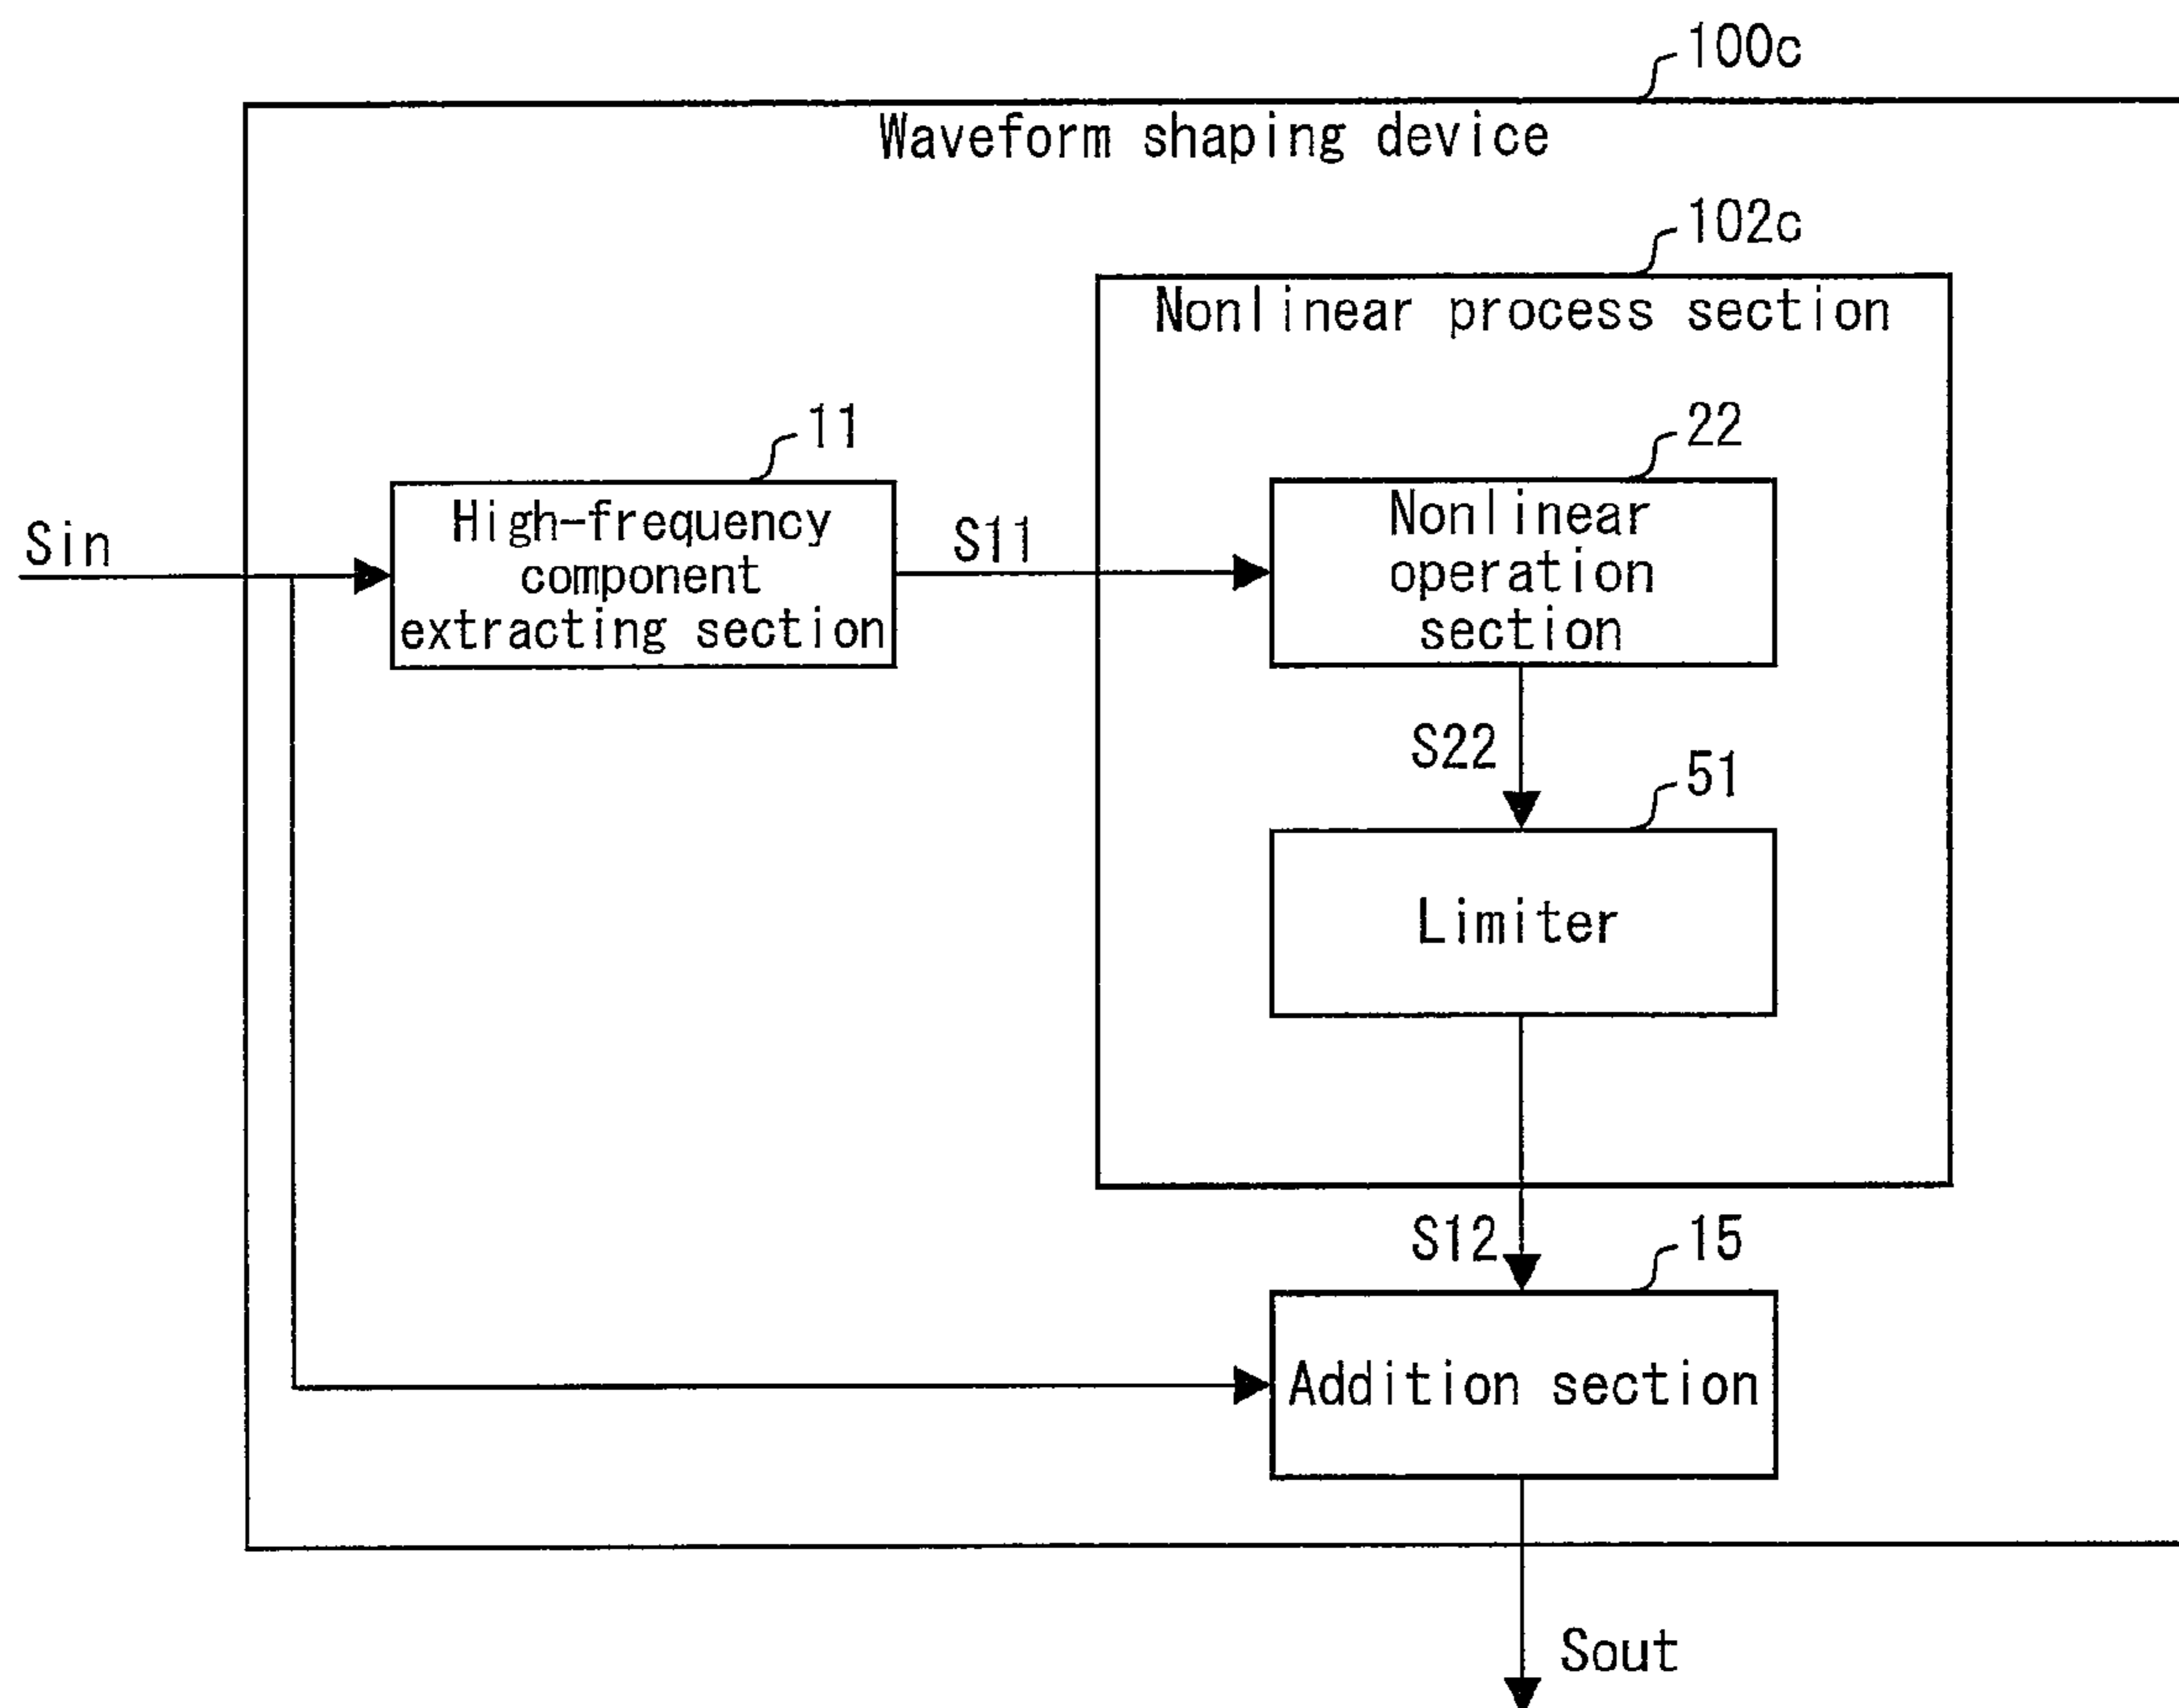 100c
Waveform shaping device
102c
Nonlinear process section
11
22
Sin
High-frequency
component
extracting section
S11
Nonlinear
operation
section
S22
51
Limiter
S12
15
Addition section
Sout